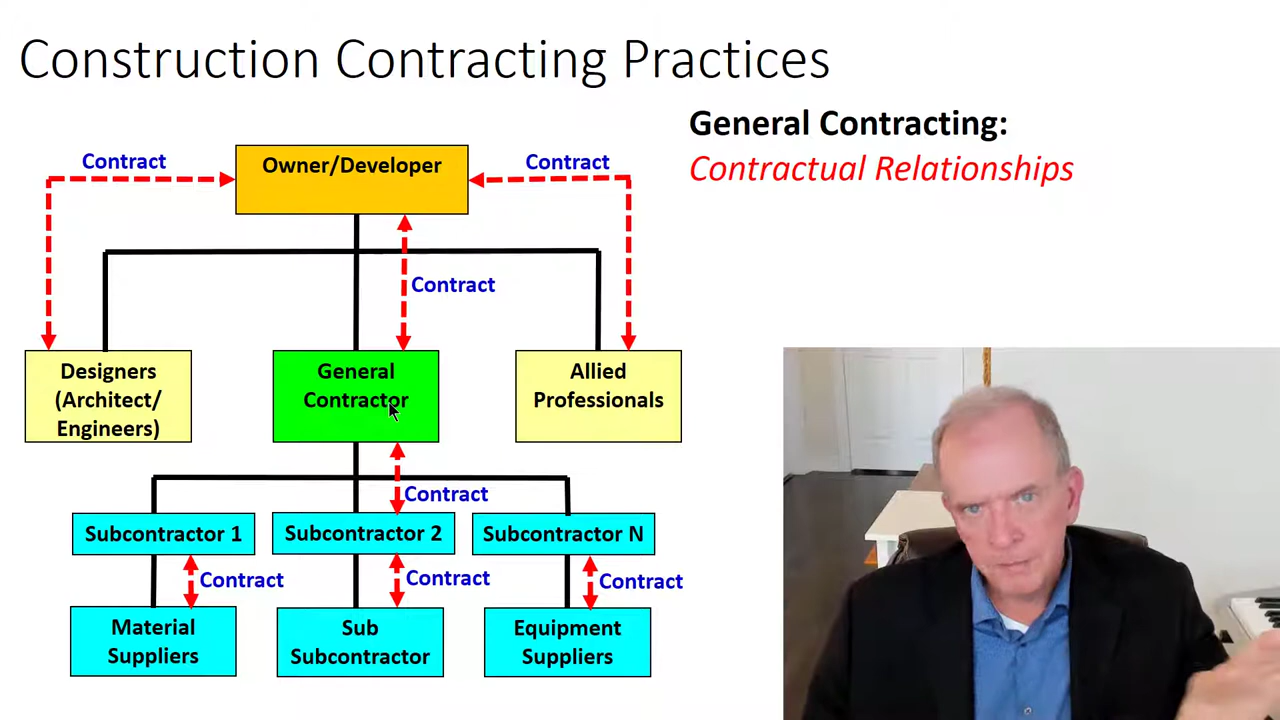 Construction Contracting Practices
General Contracting:
Contractual Relationships
Contract
Owner/Developer
Contract
Contract
Designers
(Architect/
Engineers)
General
Contractor
Allied
Professionals
Contract
Subcontractor 1
Subcontractor 2
Subcontractor N
Contract
Contract
Contract
Material
Suppliers
Sub
Subcontractor
Equipment
Suppliers